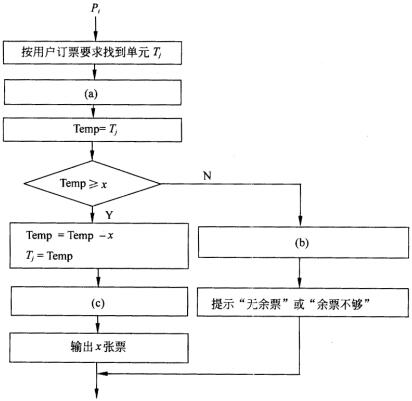 P_i
按用户订票要求找到单元 T_j
(a)
Temp= T_j
Temp ⩾ x
N
Y
Temp = Temp − x
T_j = Temp
(b)
(c)
提示“无余票”或“余票不够”
输出 x 张票